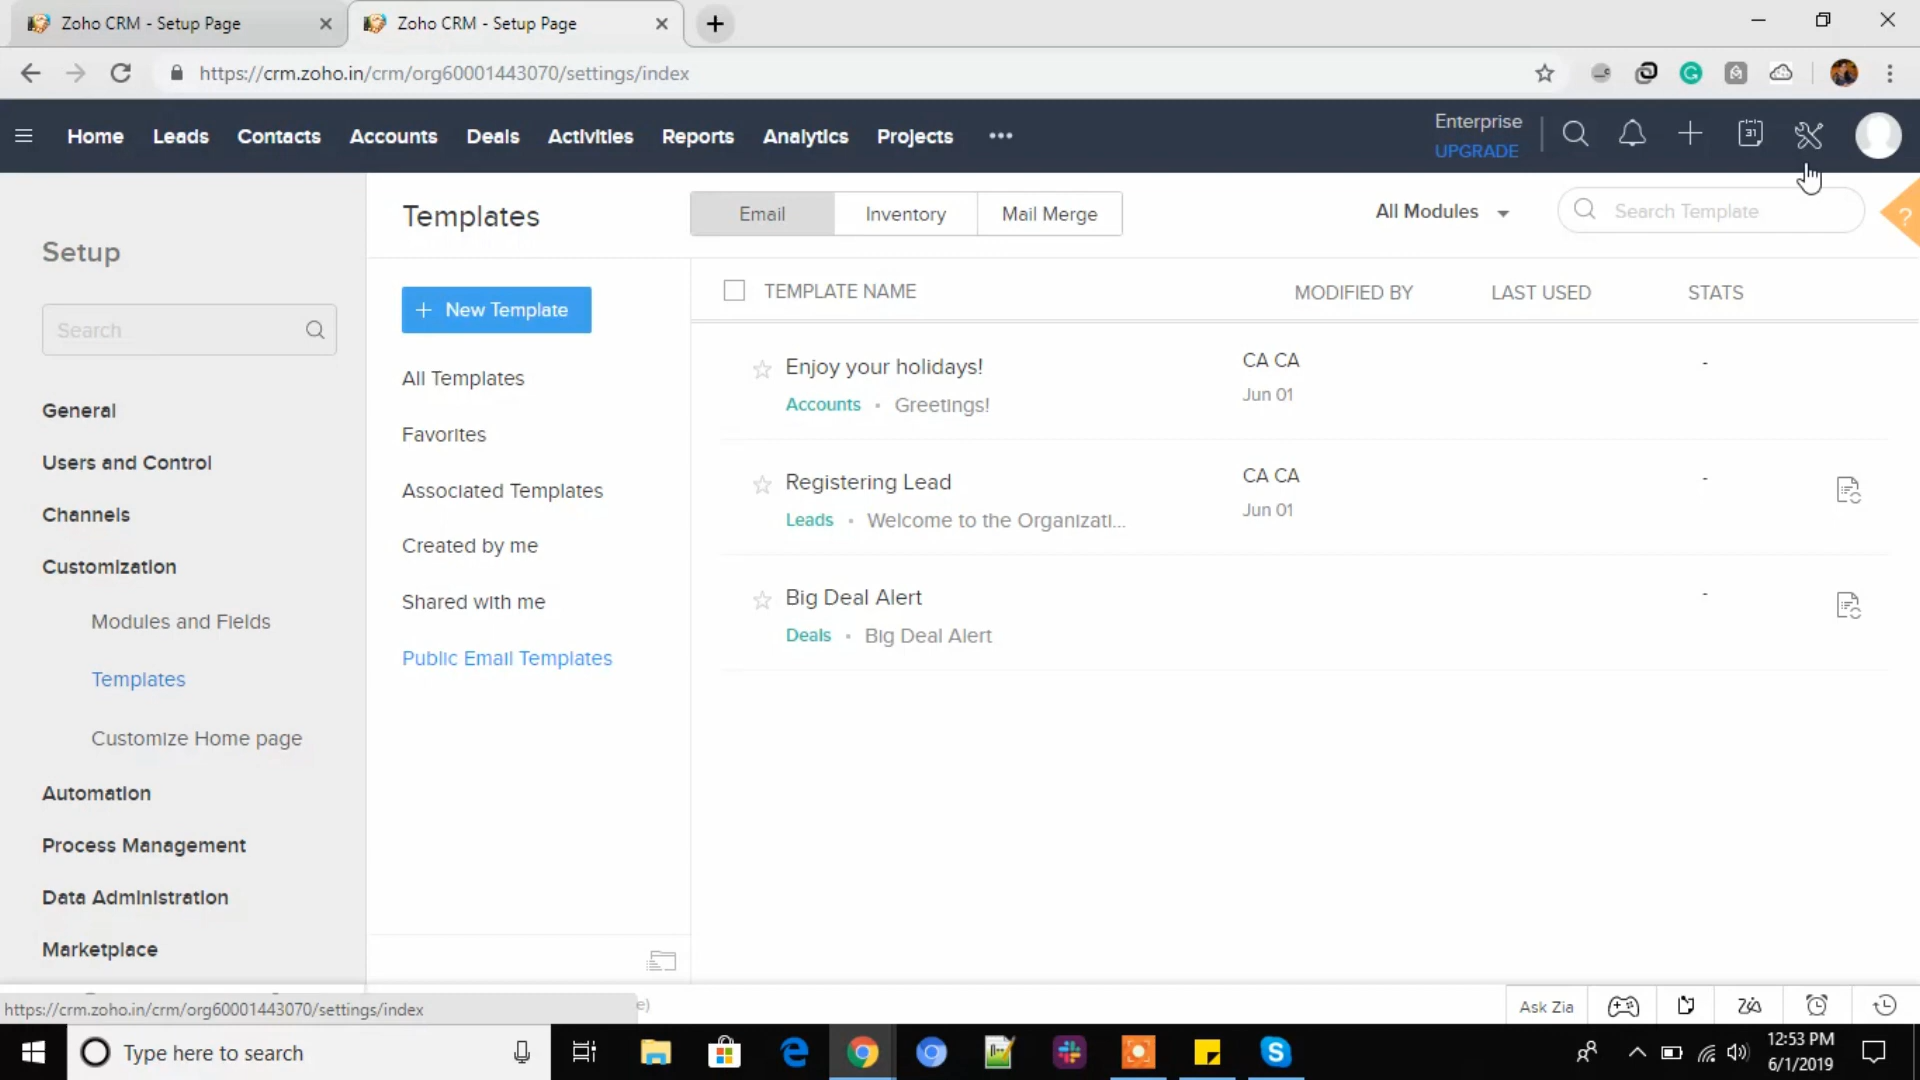 Zoho CRM - Setup Page
Zoho CRM - Setup Page
https://crm.zoho.in/crm/org60001443070/settings/index
Home
Leads
Contacts
Accounts
Deals
Activities
Reports
Analytics
Projects
Enterprise
UPGRADE
31
Setup
Search
General
Users and Control
Channels
Customization
Modules and Fields
Templates
Customize Home page
Automation
Process Management
Data Administration
Marketplace
Templates
Email
Inventory
Mail Merge
All Modules
Search Template
?
+ New Template
All Templates
Favorites
Associated Templates
Created by me
Shared with me
Public Email Templates
TEMPLATE NAME
MODIFIED BY
LAST USED
STATS
Enjoy your holidays!
CA CA
-
Accounts • Greetings!
Jun 01
Registering Lead
CA CA
-
Leads • Welcome to the Organizati...
Jun 01
Big Deal Alert
-
Deals • Big Deal Alert
https://crm.zoho.in/crm/org60001443070/settings/index
e)
Ask Zia
Type here to search
12:53 PM
6/1/2019